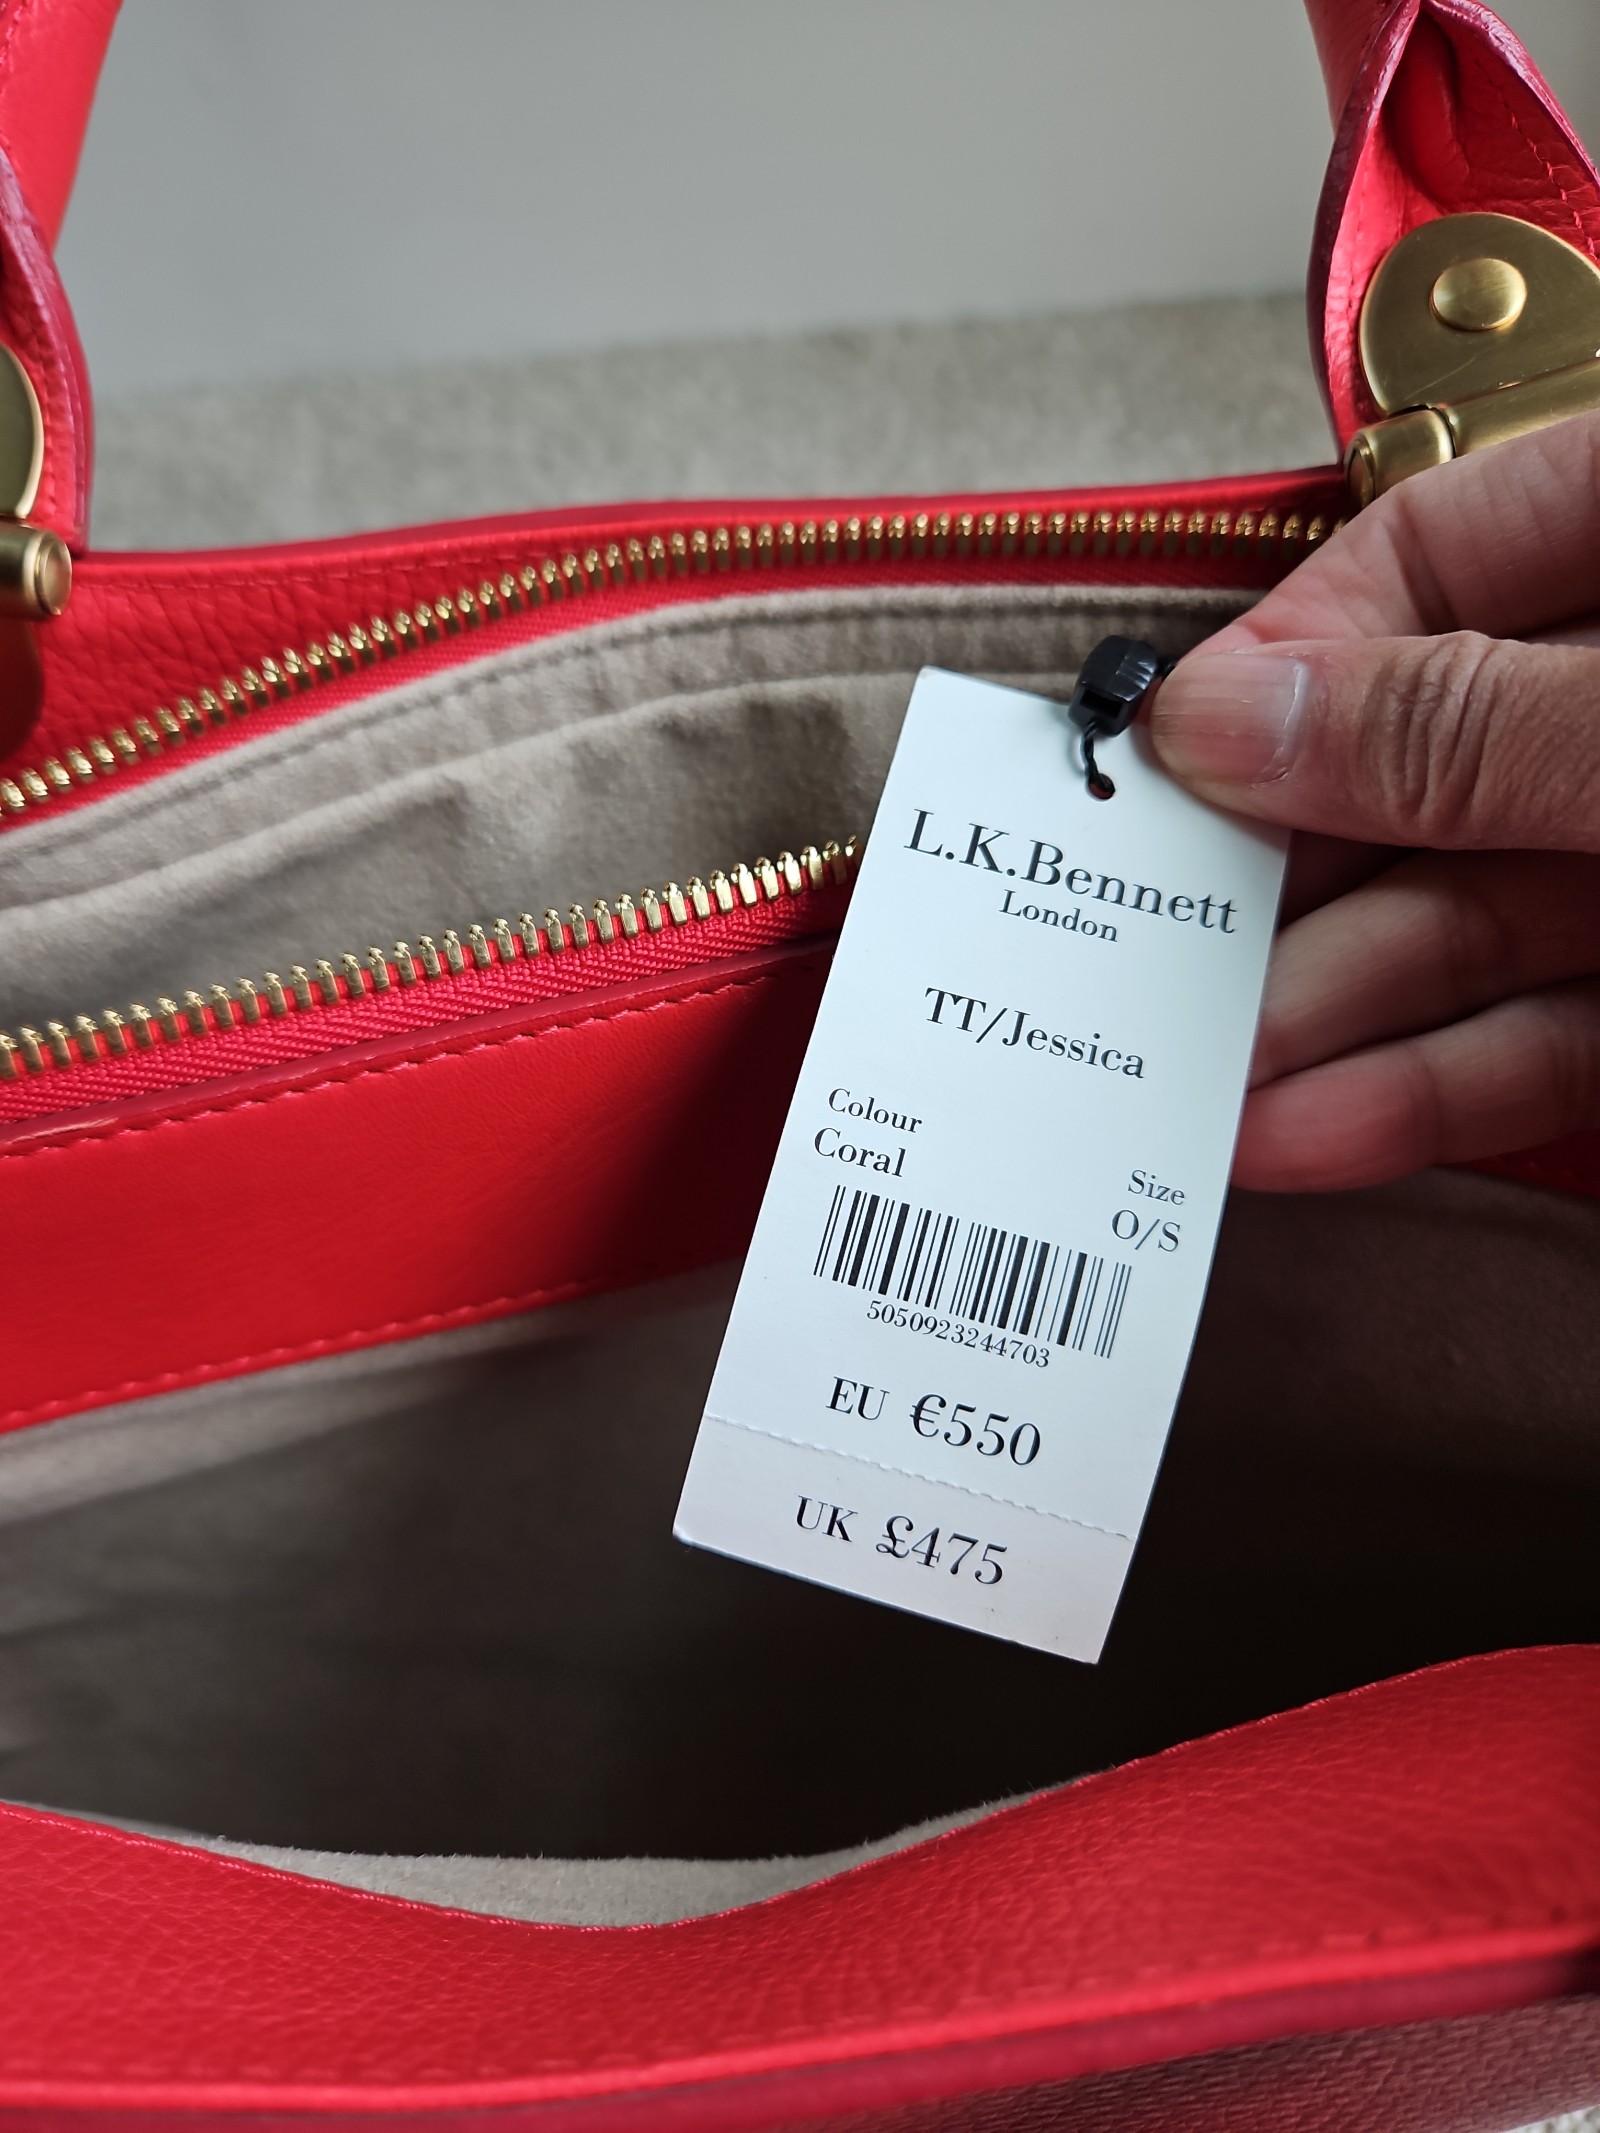 L.K.Bennett
London
TT/Jessica
Colour
Coral
Size
O/S
5050923244703
EU €550
UK £475